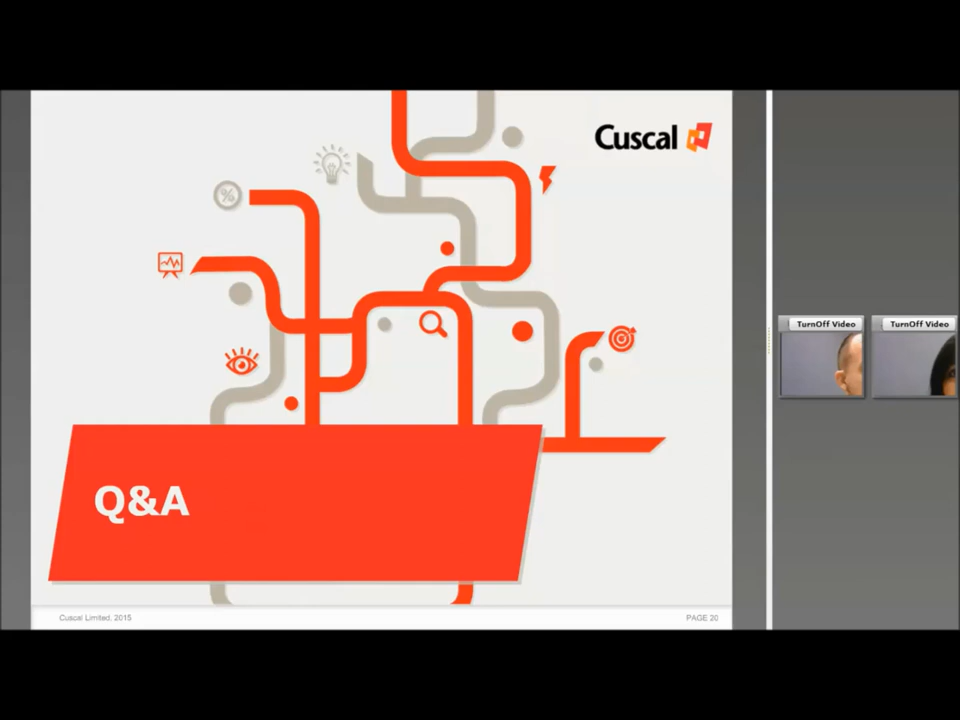 Cuscal
%
TurnOff Video
TurnOff Video
Q&A
Cuscal Limited, 2015
PAGE 20